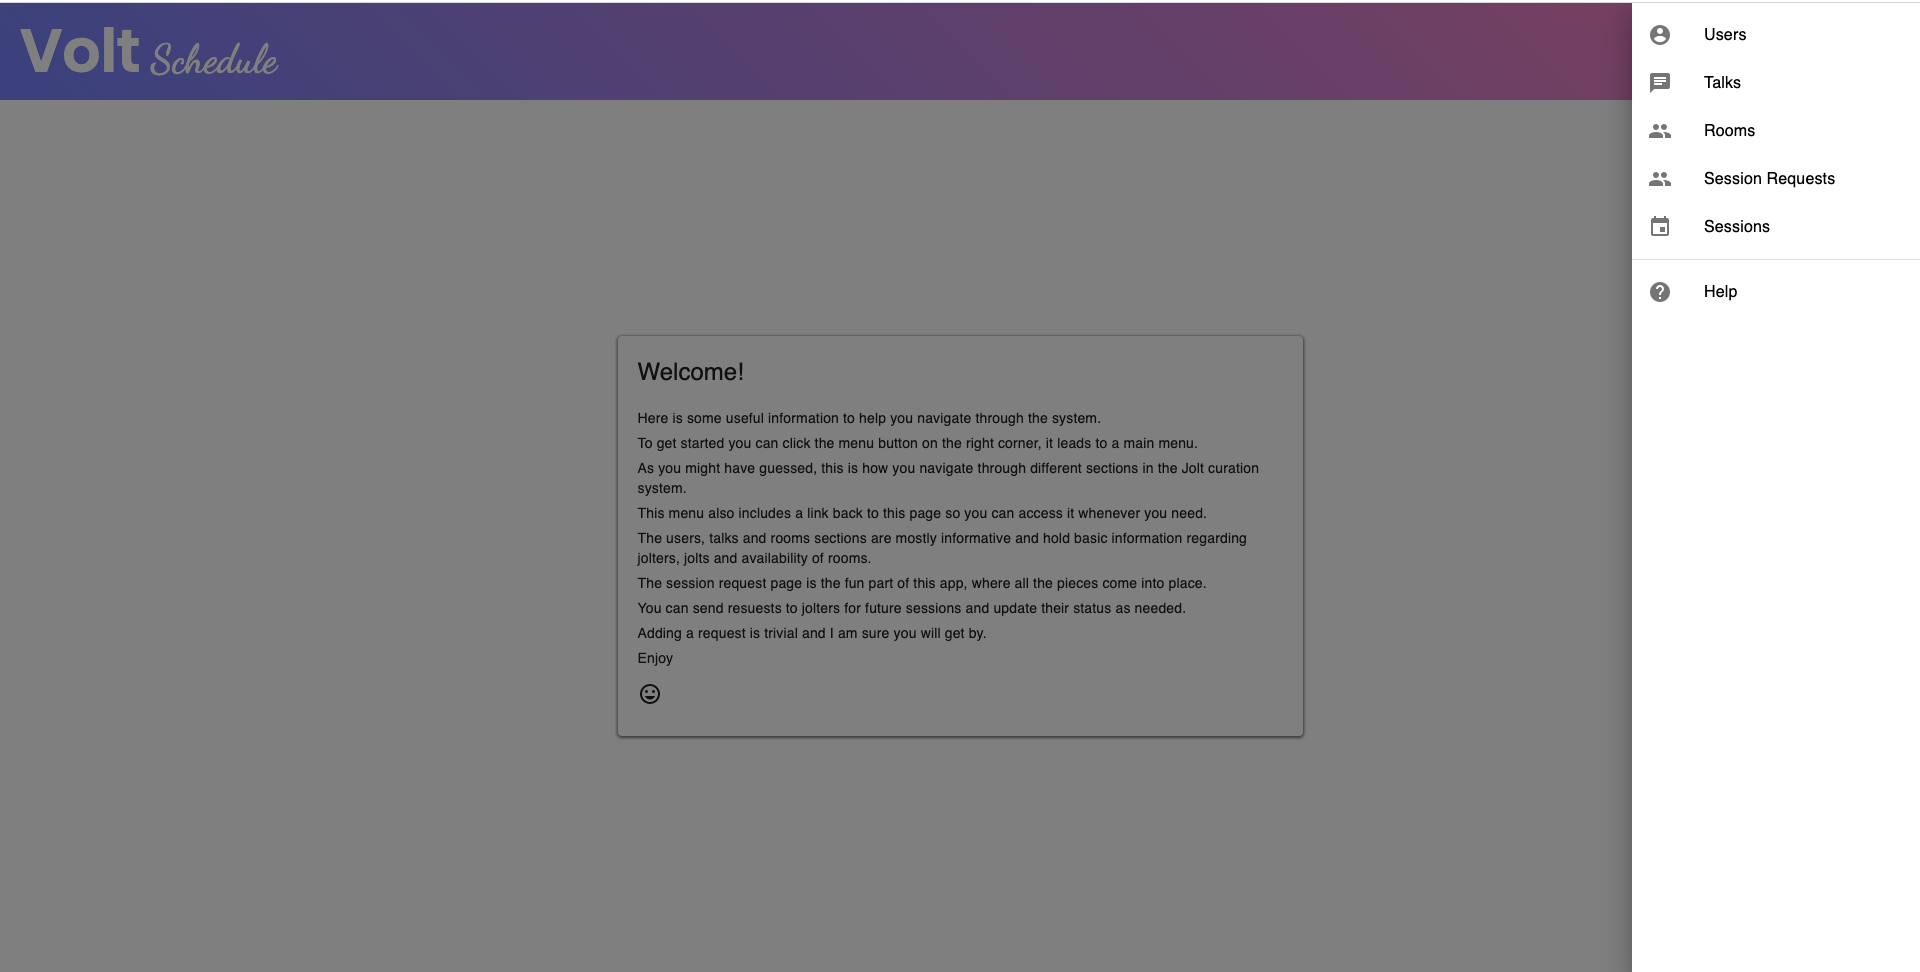 Volt Schedule
Users
Talks
Rooms
Session Requests
Sessions
Help
Welcome!
Here is some useful information to help you navigate through the system.
To get started you can click the menu button on the right corner, it leads to a main menu.
As you might have guessed, this is how you navigate through different sections in the Jolt curation
system.
This menu also includes a link back to this page so you can access it whenever you need.
The users, talks and rooms sections are mostly informative and hold basic information regarding
jolters, jolts and availability of rooms.
The session request page is the fun part of this app, where all the pieces come into place.
You can send resuests to jolters for future sessions and update their status as needed.
Adding a request is trivial and I am sure you will get by.
Enjoy